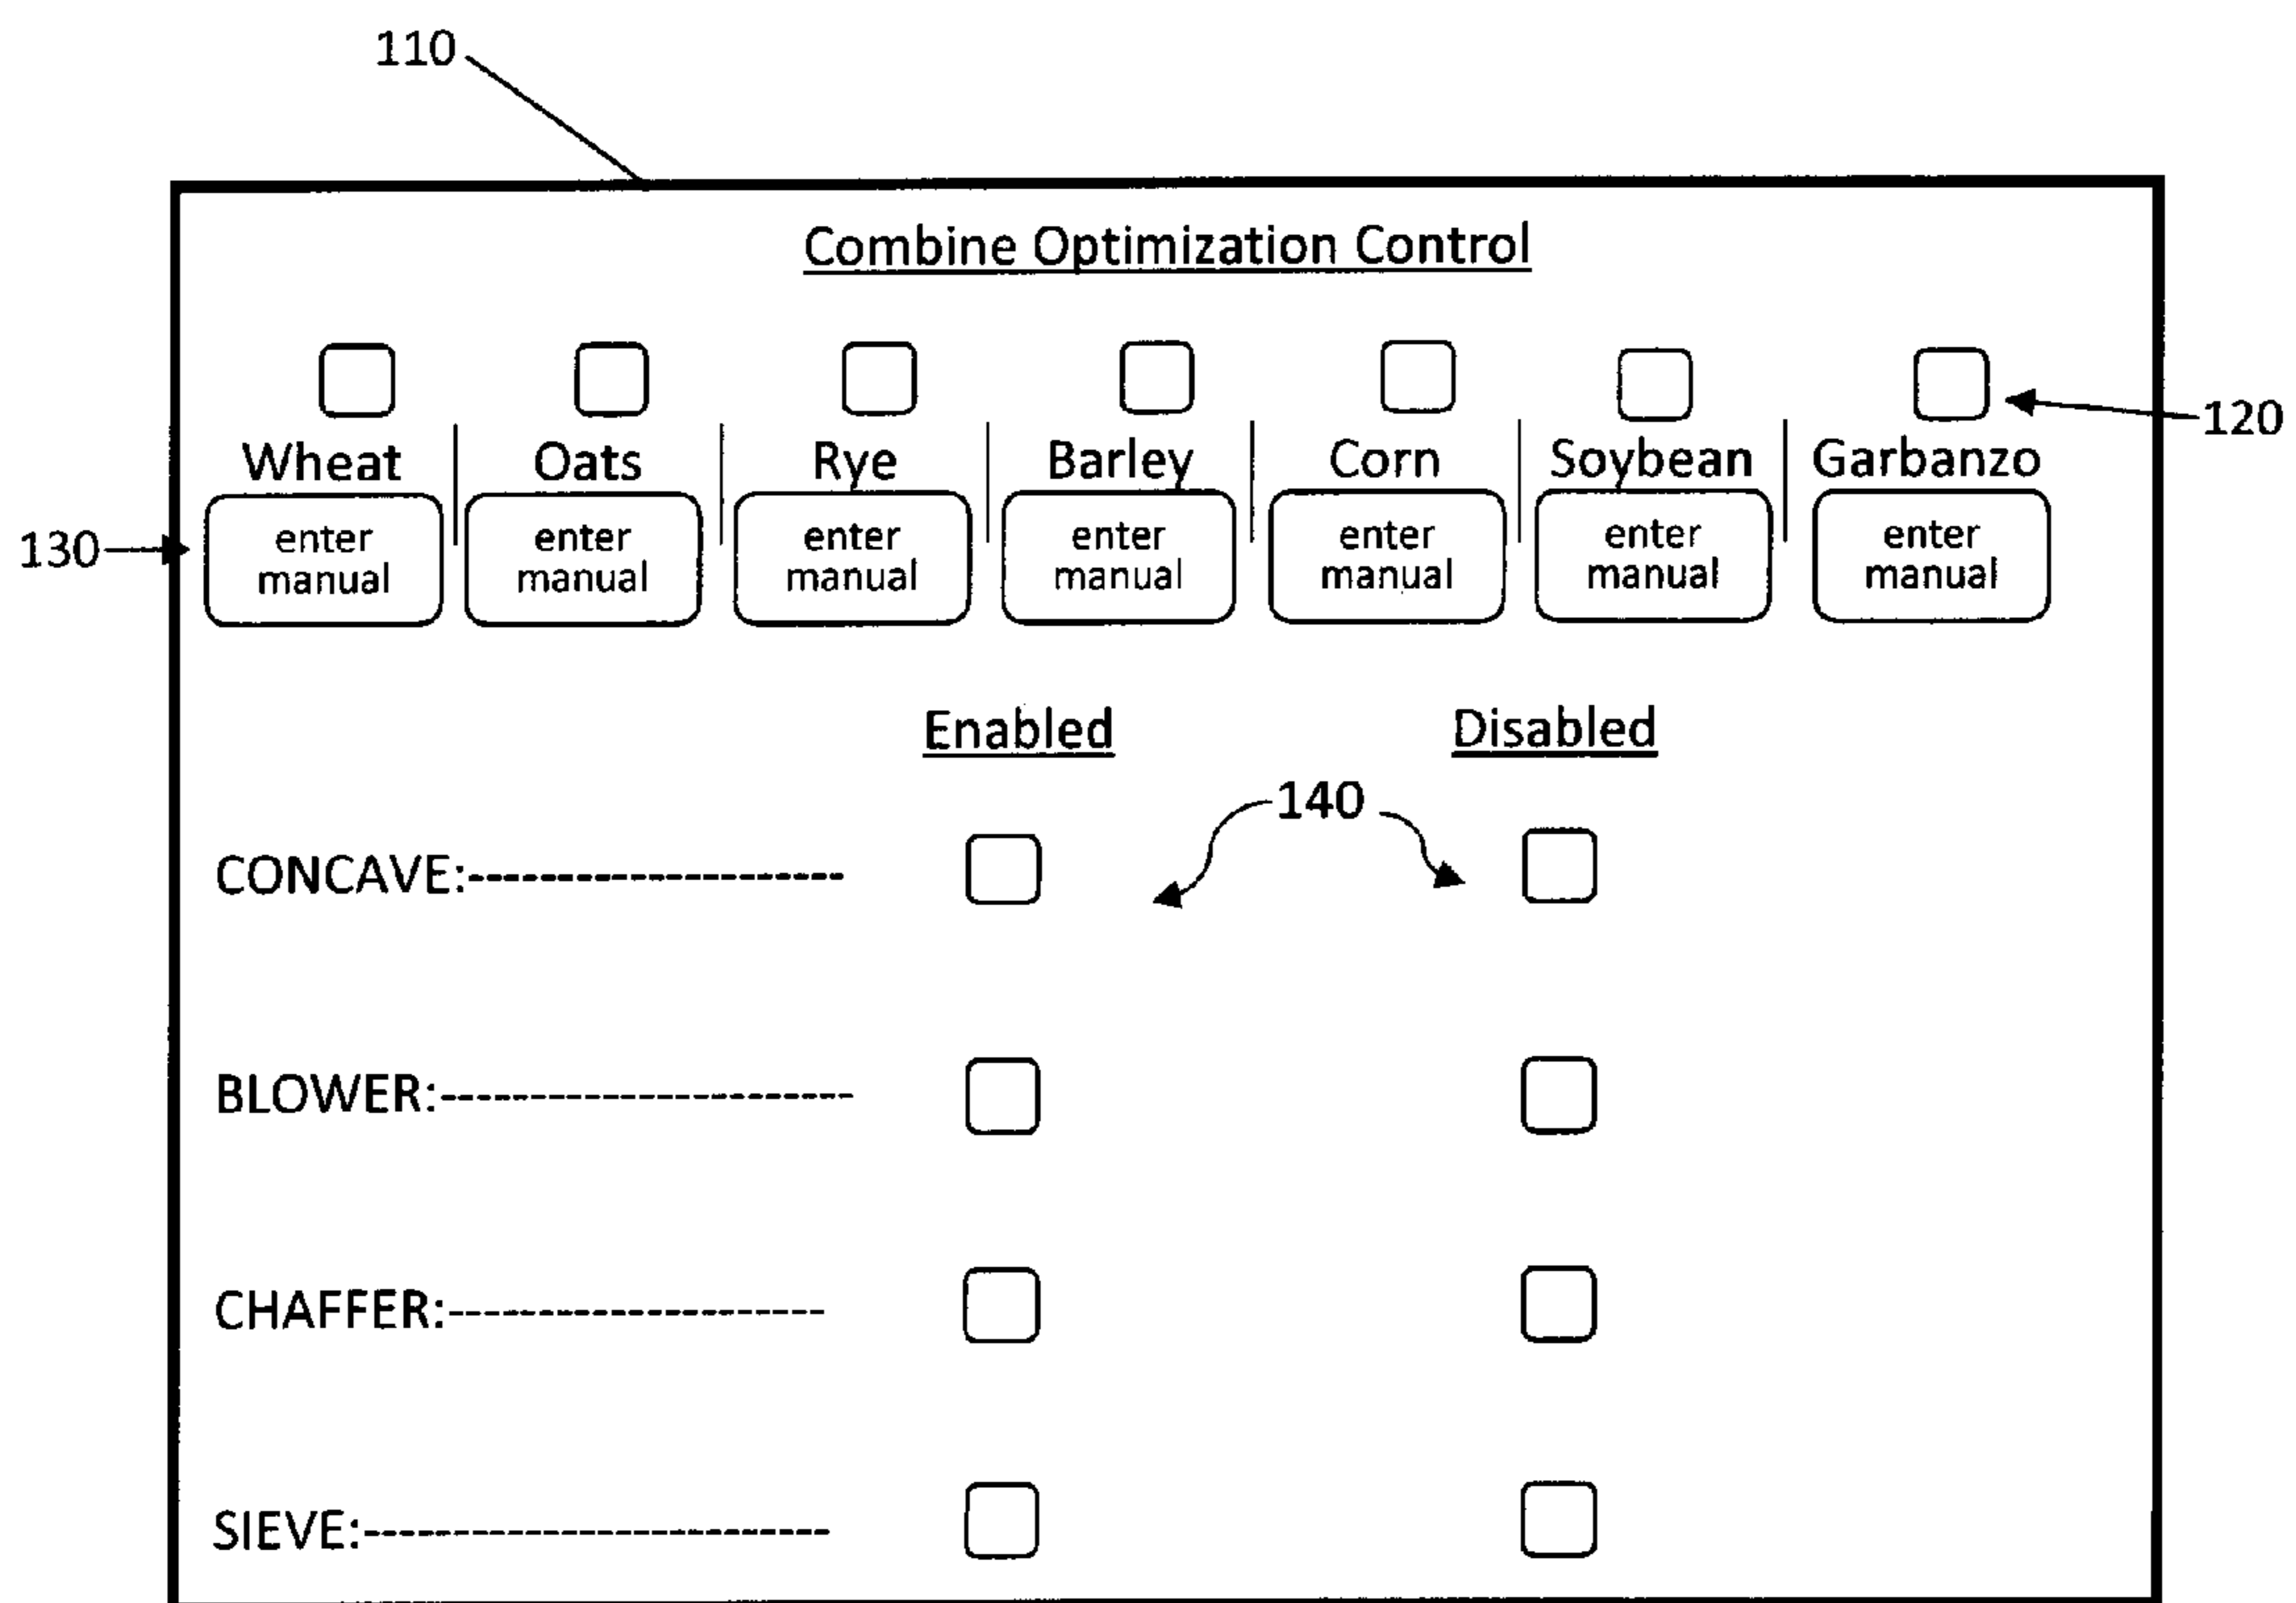 110
Combine Optimization Control
120
Wheat Oats Rye Barley Corn Soybean Garbanzo
130
enter manual enter manual enter manual enter manual enter manual enter manual enter manual
Enabled Disabled
140
CONCAVE:--------------------
BLOWER:----------------------
CHAFFER:--------------------
SIEVE:-------------------------